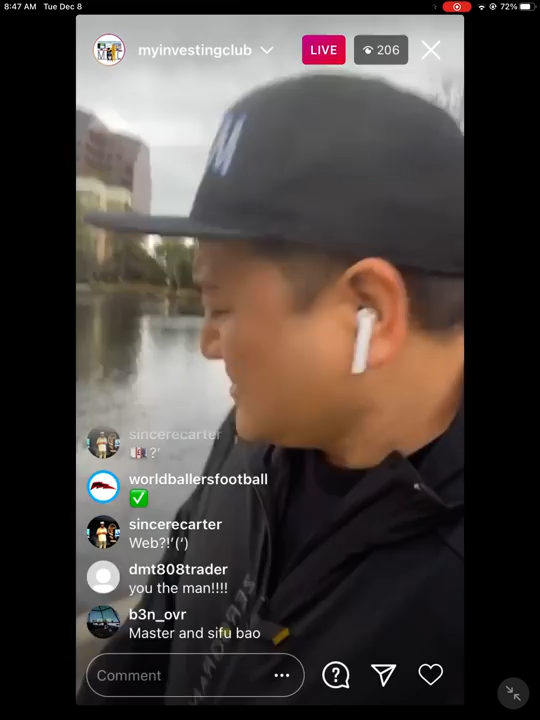 8:47 AM Tue Dec 8
72%
myinvestingclub
LIVE
206
sincerecarter
?'
worldballersfootball
sincerecarter
Web?!'(')
dmt808trader
you the man!!!!
b3n_ovr
Master and sifu bao
Comment